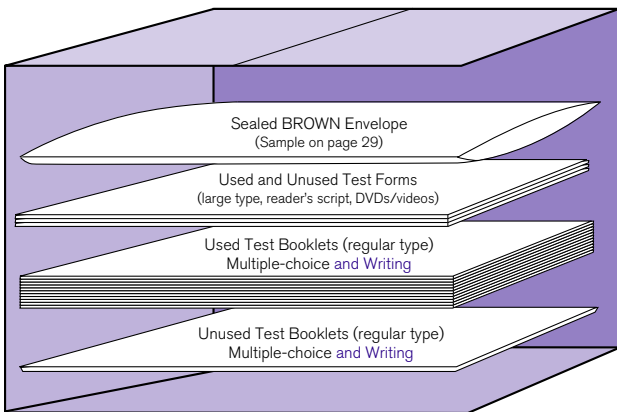 Sealed BROWN Envelope
(Sample on page 29)
Used and Unused Test Forms
(large type, reader's script, DVDs/videos)
Used Test Booklets (regular type)
Multiple-choice and Writing
Unused Test Booklets (regular type)
Multiple-choice and Writing